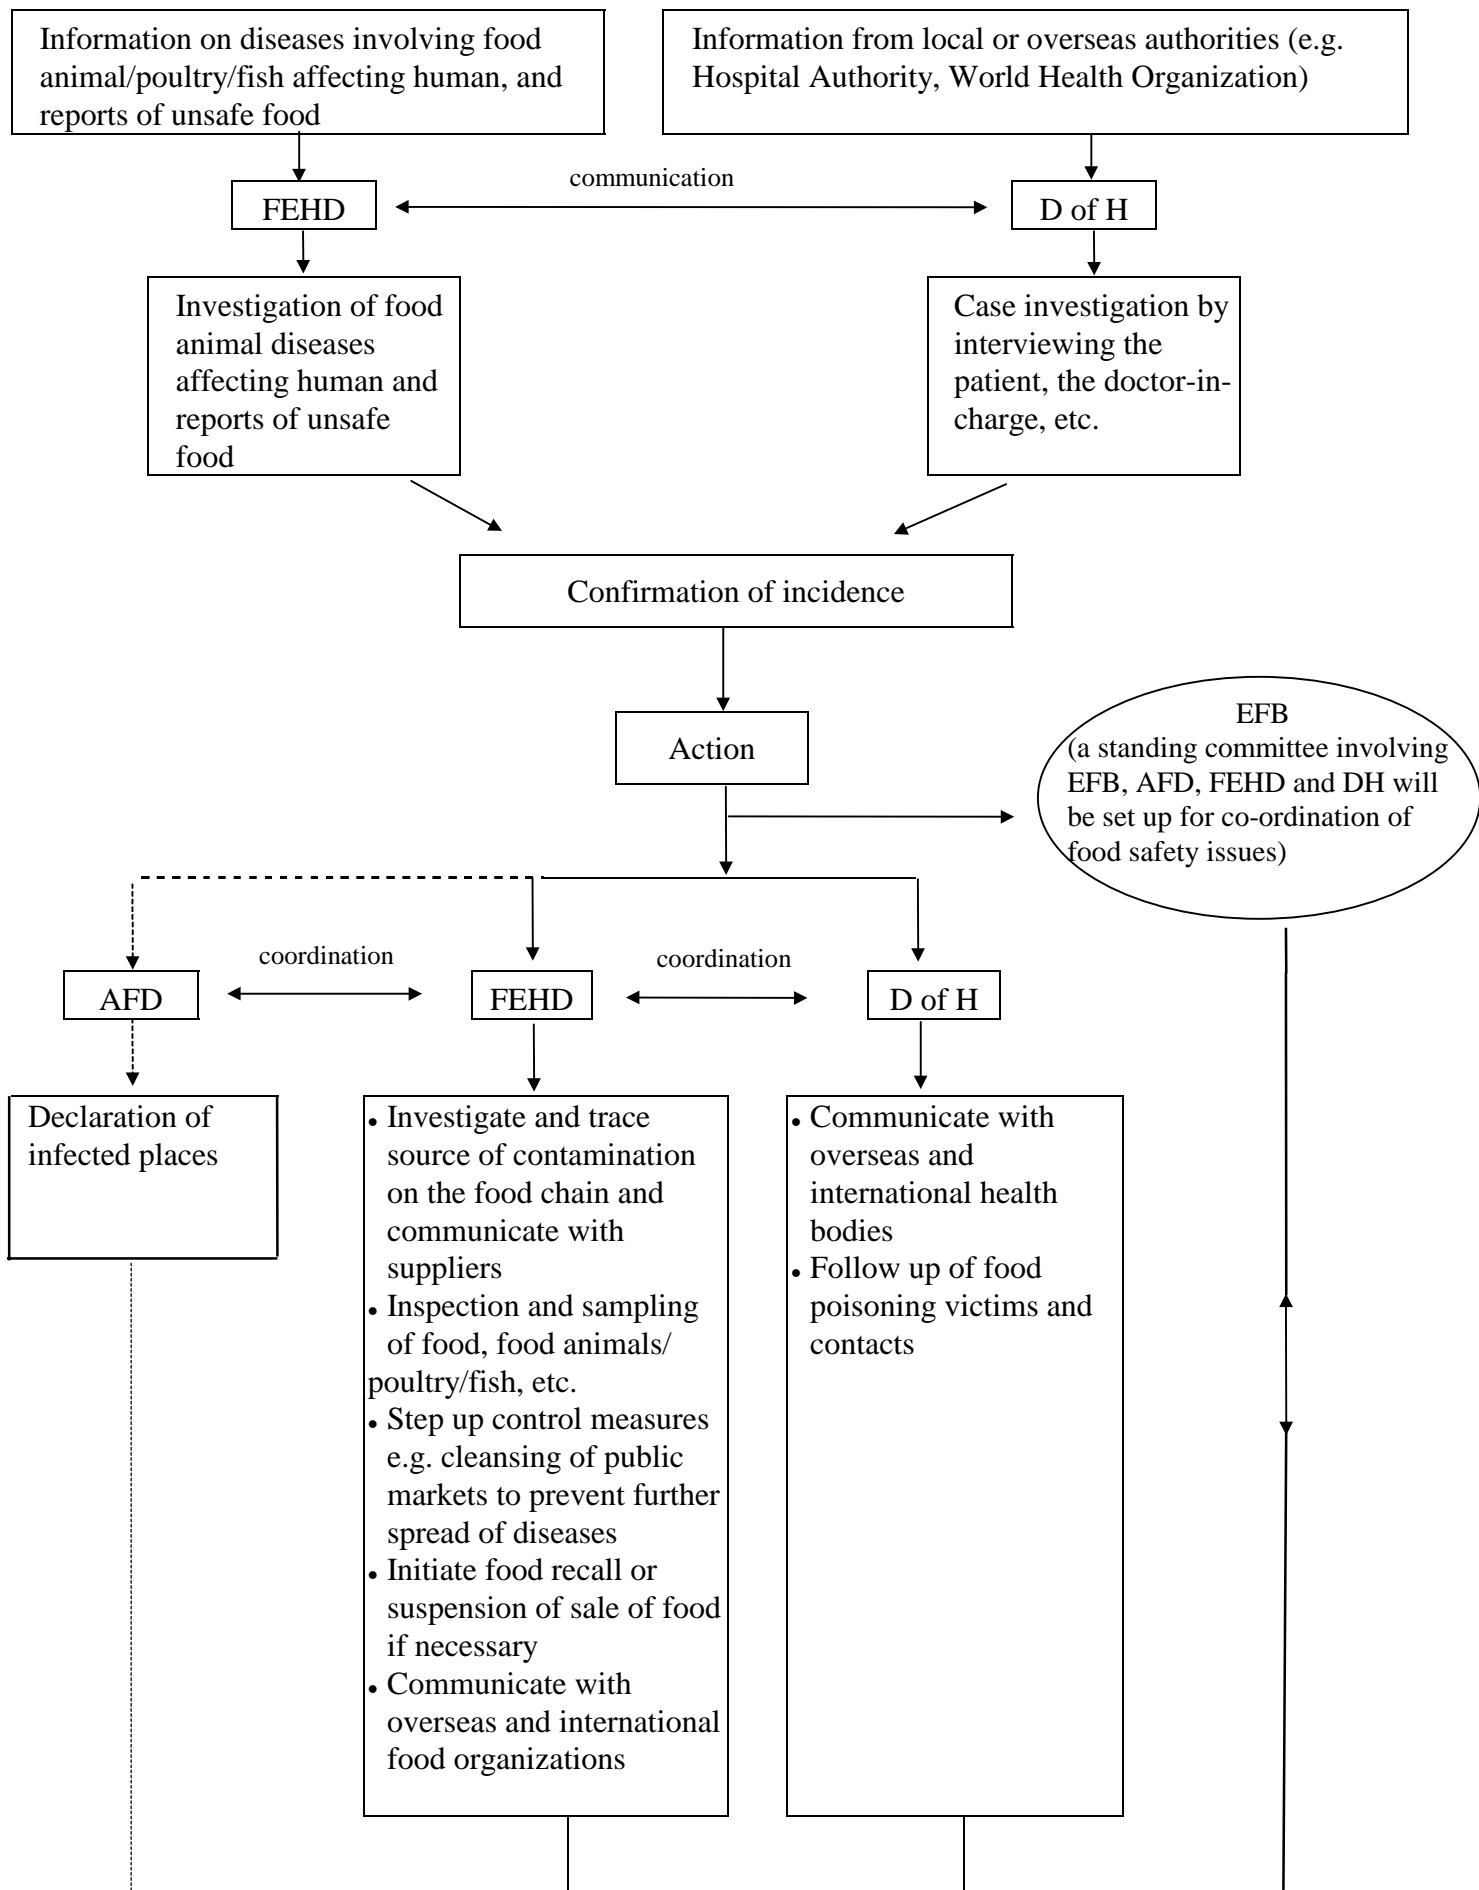 Information on diseases involving food
animal/poultry/fish affecting human, and
reports of unsafe food
Information from local or overseas authorities (e.g.
Hospital Authority, World Health Organization)
FEHD
communication
D of H
Investigation of food
animal diseases
affecting human and
reports of unsafe
food
Case investigation by
interviewing the
patient, the doctor-in-
charge, etc.
Confirmation of incidence
Action
EFB
(a standing committee involving
EFB, AFD, FEHD and DH will
be set up for co-ordination of
food safety issues)
AFD
coordination
FEHD
coordination
D of H
Declaration of
infected places
• Investigate and trace
source of contamination
on the food chain and
communicate with
suppliers
• Inspection and sampling
of food, food animals/
poultry/fish, etc.
• Step up control measures
e.g. cleansing of public
markets to prevent further
spread of diseases
• Initiate food recall or
suspension of sale of food
if necessary
• Communicate with
overseas and international
food organizations
• Communicate with
overseas and
international health
bodies
• Follow up of food
poisoning victims and
contacts